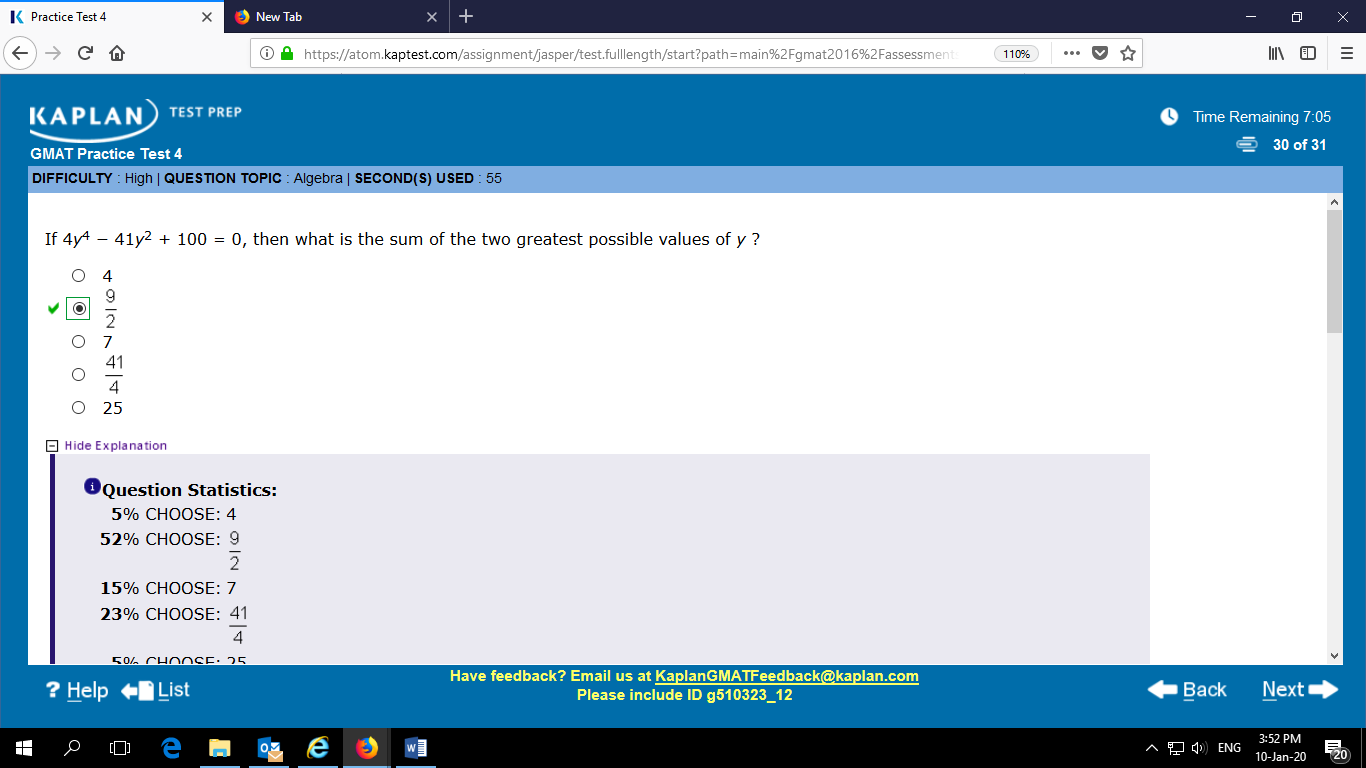 Practice Test 4
New Tab
https://atom.kaptest.com/assignment/jasper/test.fulllength/start?path=main%2Fgmat2016%2Fassessment
110%
KAPLAN TEST PREP
GMAT Practice Test 4
Time Remaining 7:05
30 of 31
DIFFICULTY : High | QUESTION TOPIC : Algebra | SECOND(S) USED : 55
If 4y⁴ − 41y² + 100 = 0, then what is the sum of the two greatest possible values of y ?
4
9/2
7
41/4
25
Hide Explanation
Question Statistics:
5% CHOOSE: 4
52% CHOOSE: 9/2
15% CHOOSE: 7
23% CHOOSE: 41/4
5% CHOOSE: 25
? Help List
Have feedback? Email us at KaplanGMATFeedback@kaplan.com
Please include ID g510323_12
Back Next
ENG
3:52 PM
10-Jan-20
20